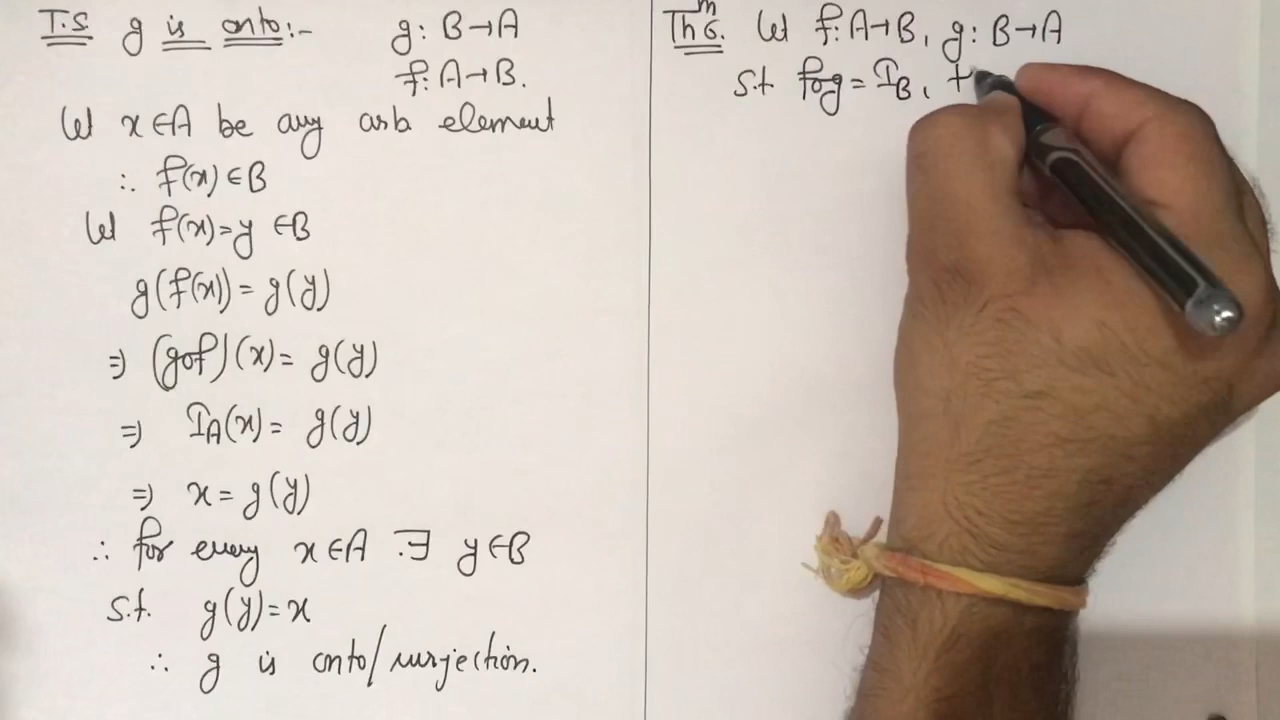 T.S g is onto:- g: B→A
f: A→B.
Let x∈A be any arb element
∴ f(x)∈B
Let f(x)=y ∈B
g(f(x)) = g(y)
⇒ (gof)(x) = g(y)
⇒ I_A(x) = g(y)
⇒ x = g(y)
∴ for every x∈A ∃ y∈B
s.t. g(y)=x
∴ g is onto/surjection.
Thm 6. Let f: A→B, g: B→A
s.t fog = I_B, t